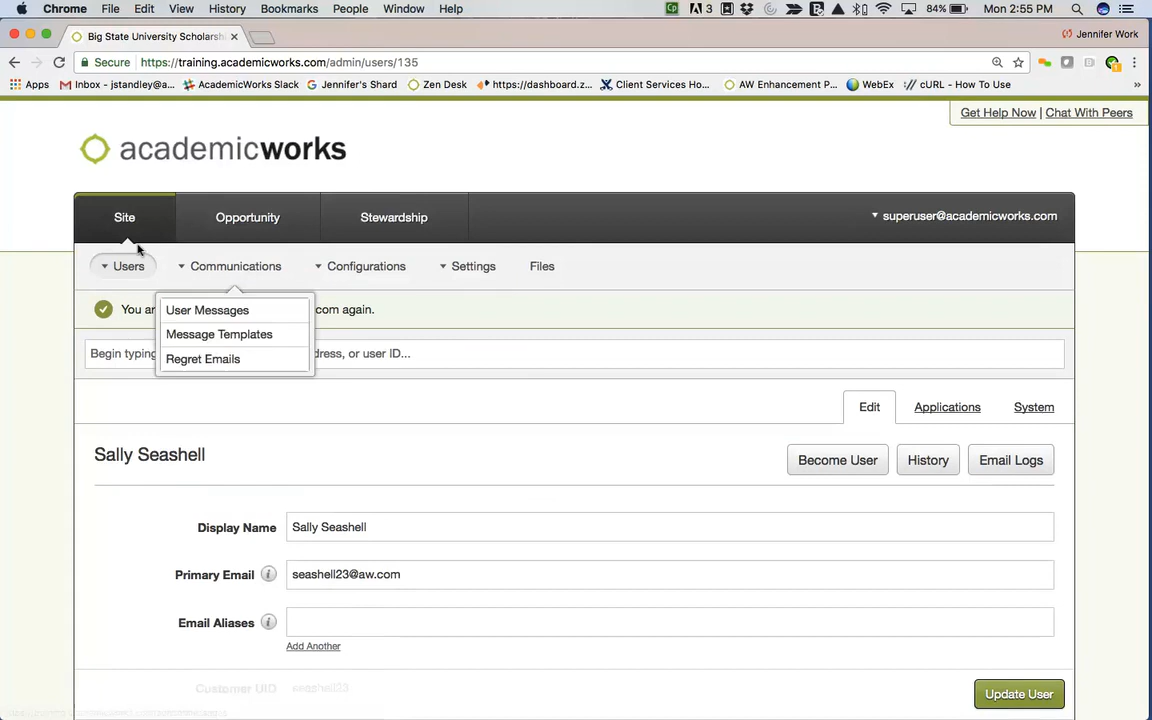 Chrome File Edit View History Bookmarks People Window Help 3 84% Mon 2:55 PM
Big State University Scholarsh Jennifer Work
Secure https://training.academicworks.com/admin/users/135
Apps Inbox - jstandley@a... AcademicWorks Slack Jennifer's Shard Zen Desk https://dashboard.z... Client Services Ho... AW Enhancement P... WebEx cURL - How To Use »
Get Help Now | Chat With Peers
academicworks
Site Opportunity Stewardship superuser@academicworks.com
Users Communications Configurations Settings Files
You ar com again.
User Messages
Message Templates
Regret Emails
Begin typing dress, or user ID...
Edit Applications System
Sally Seashell Become User History Email Logs
Display Name Sally Seashell
Primary Email i seashell23@aw.com
Email Aliases i
Add Another
Customer UID seashell23
Update User